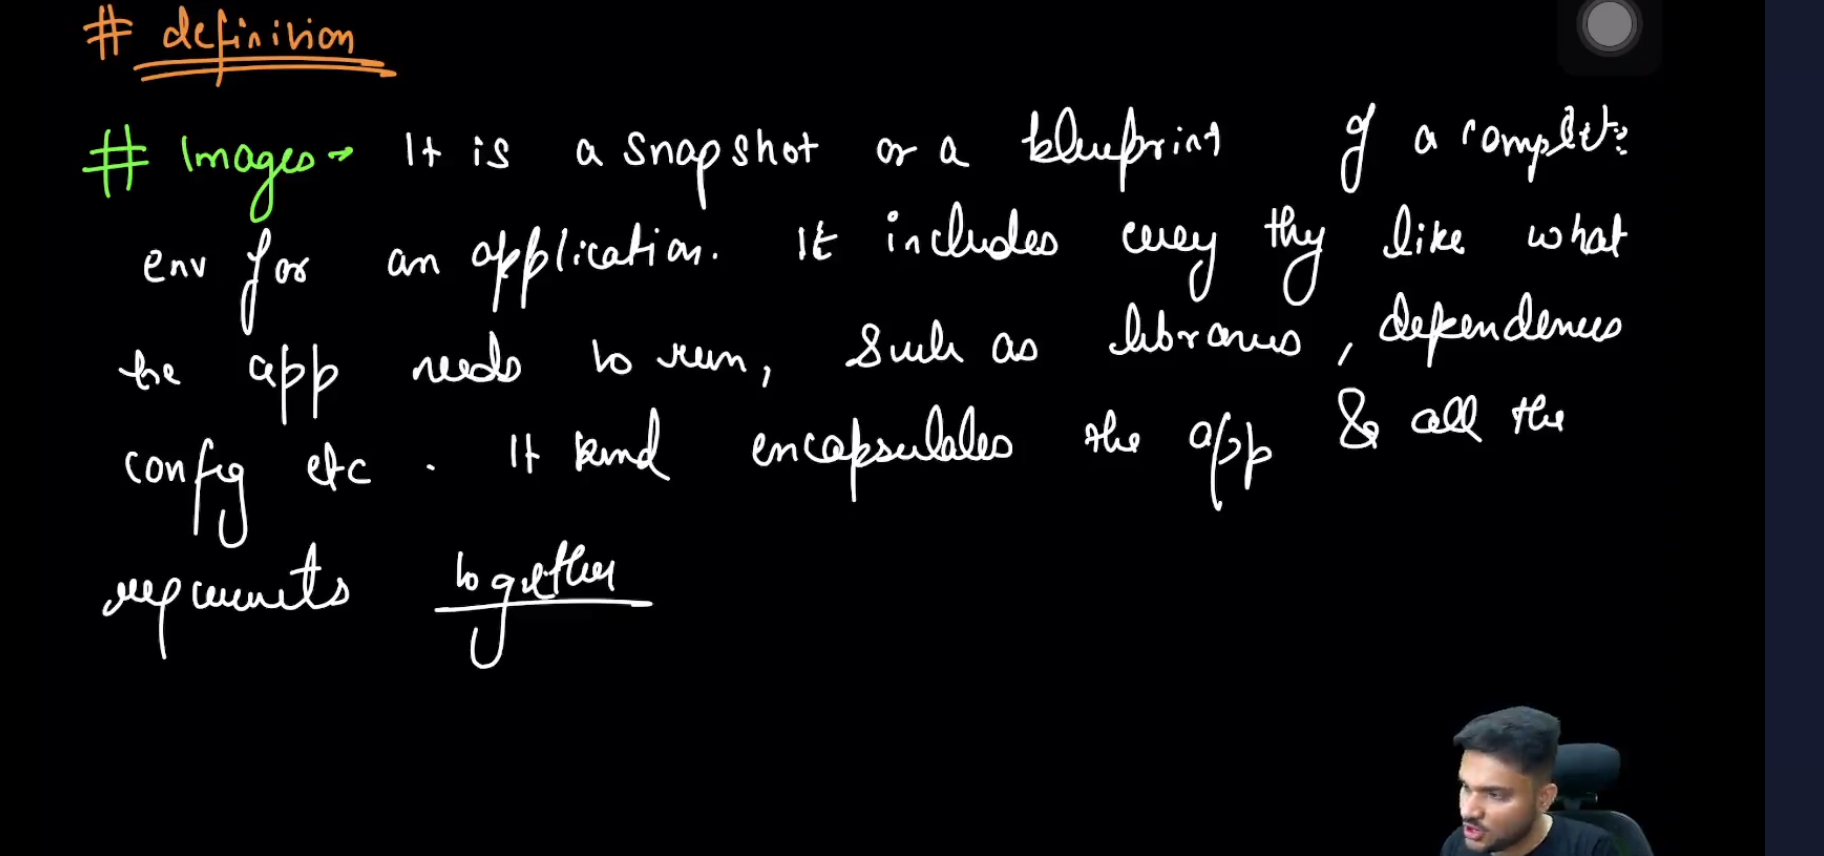 # definition
# Images → It is a snapshot or a blueprint of a complete
env for an application. It includes every thg like what
the app needs to run, such as libraries, dependencies
config etc. It kind encapsulates the app & all the
requirements together